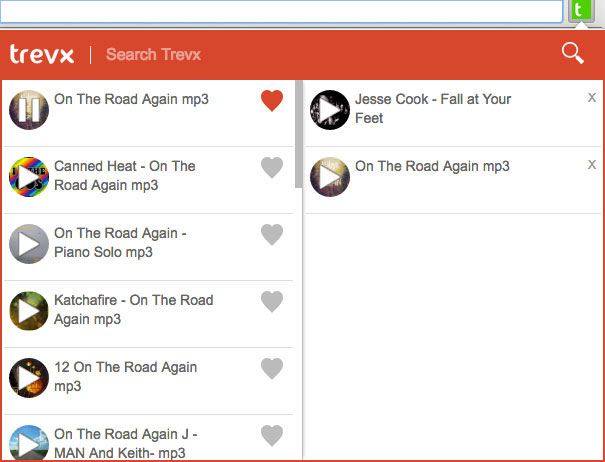 t
trevx | Search Trevx
On The Road Again mp3
Canned Heat - On The
Road Again mp3
On The Road Again -
Piano Solo mp3
Katchafire - On The Road
Again mp3
12 On The Road Again
mp3
On The Road Again J -
MAN And Keith- mp3
Jesse Cook - Fall at Your
Feet
x
On The Road Again mp3
x